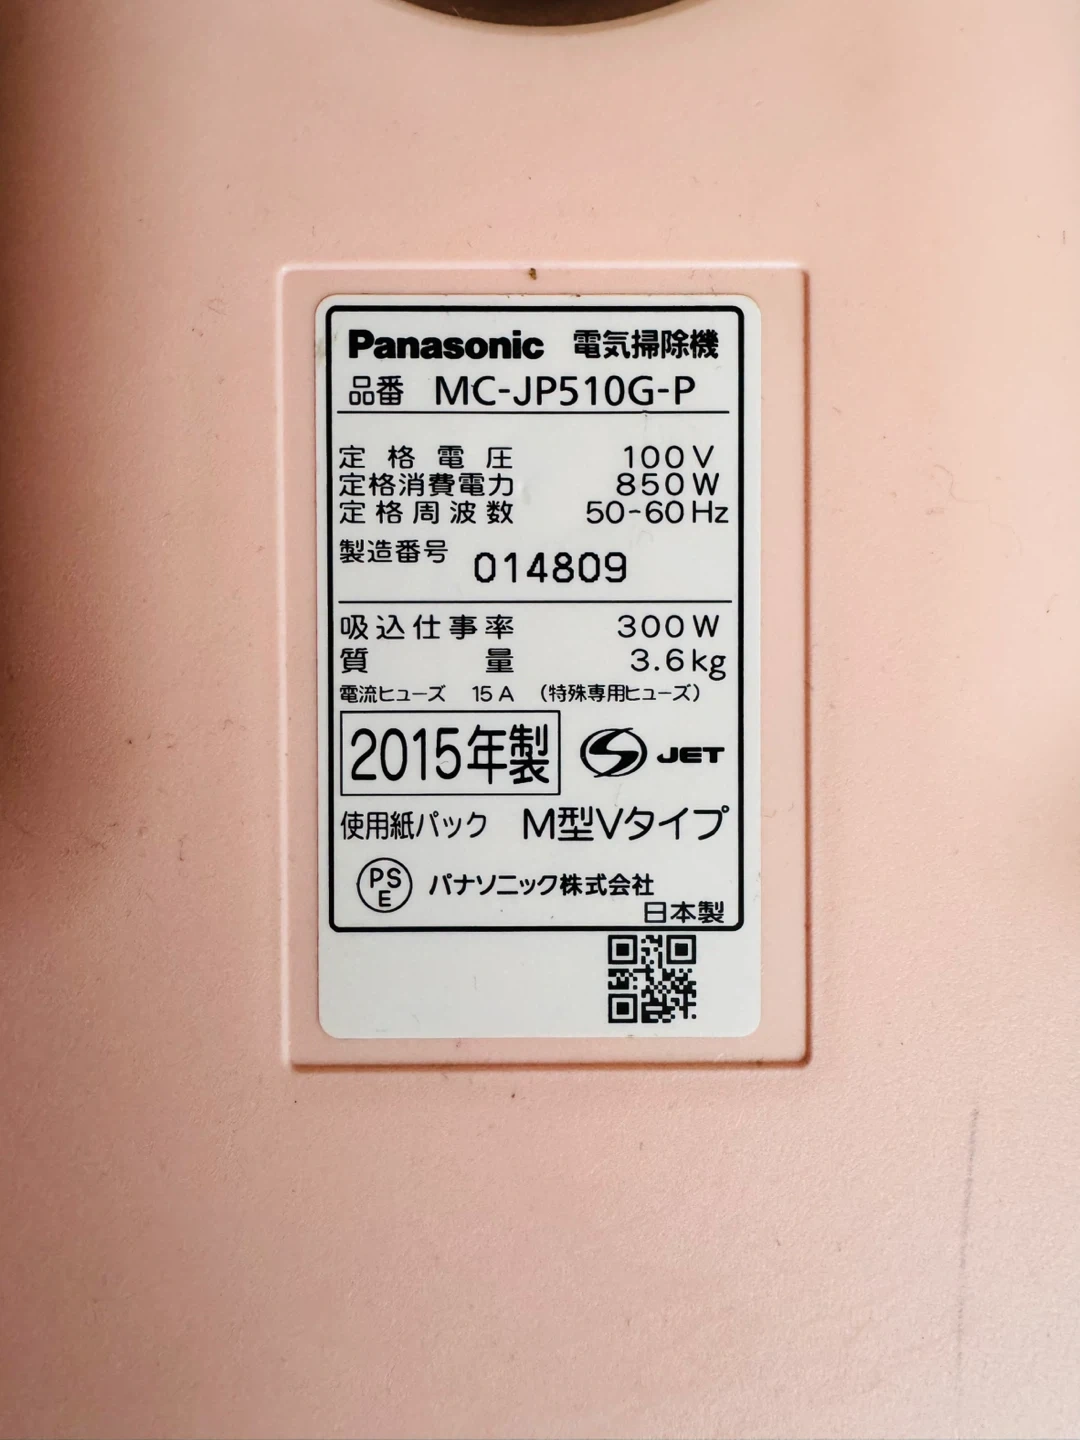 Panasonic 電気掃除機
品番 MC-JP510G-P
定格電圧 100V
定格消費電力 850W
定格周波数 50-60Hz
製造番号 014809
吸込仕事率 300W
質量 3.6kg
電流ヒューズ 15A (特殊専用ヒューズ)
2015年製 S JET
使用紙パック M型Vタイプ
PSE パナソニック株式会社
日本製